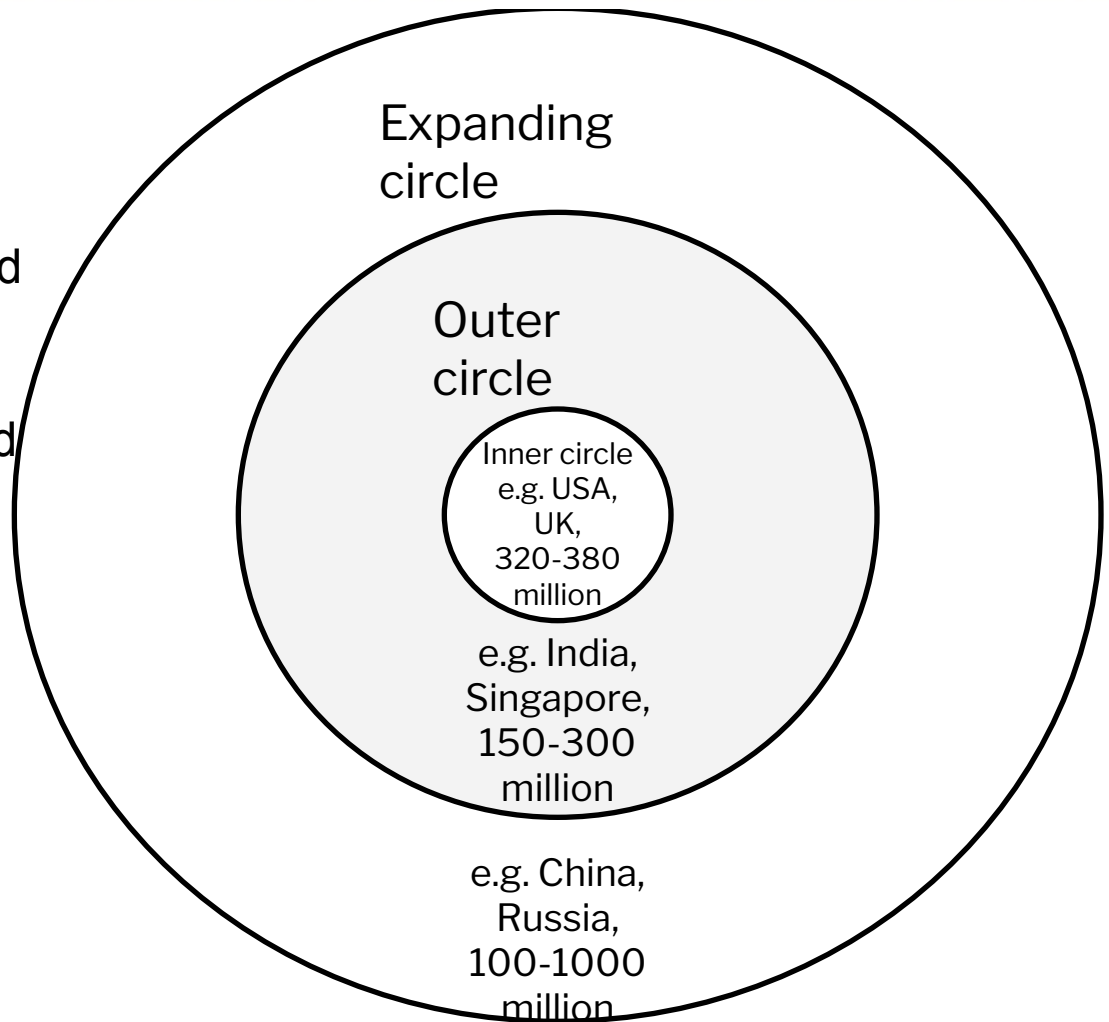 Expanding
circle
d
Outer
circle
d
Inner circle
e.g. USA,
UK,
320-380
million
e.g. India,
Singapore,
150-300
million
e.g. China,
Russia,
100-1000
million